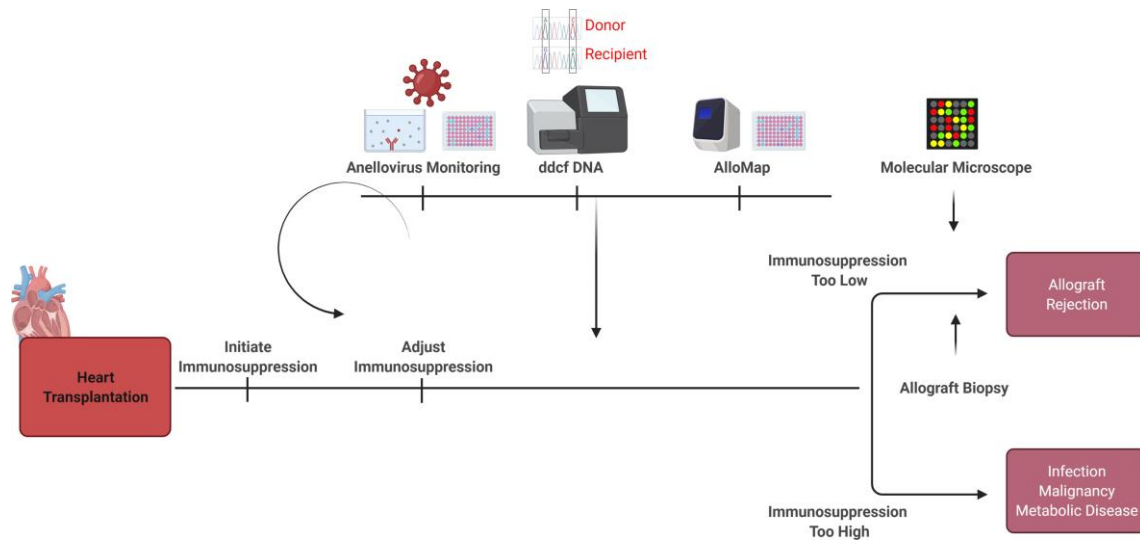 Donor
Recipient
Anellovirus Monitoring
ddcf DNA
AlloMap
Molecular Microscope
Immunosuppression
Too Low
Allograft
Rejection
Initiate
Immunosuppression
Adjust
Immunosuppression
Heart
Transplantation
Allograft Biopsy
Immunosuppression
Too High
Infection
Malignancy
Metabolic Disease